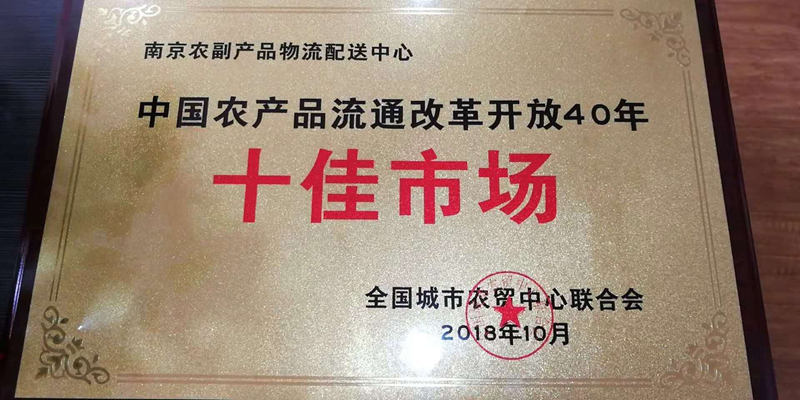 南京农副产品物流配送中心
中国农产品流通改革开放40年
十佳市场
全国城市农贸中心联合会
2018年10月